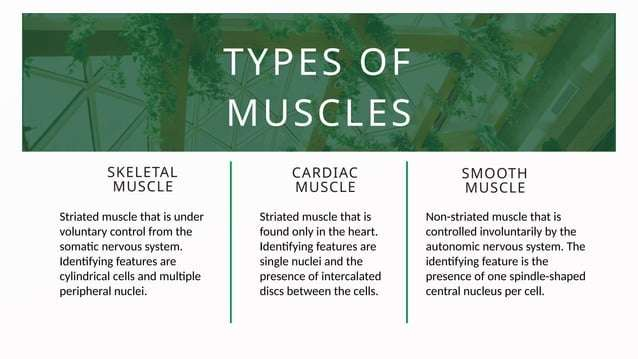 TYPES OF
MUSCLES
SKELETAL
MUSCLE
Striated muscle that is under
voluntary control from the
somatic nervous system.
Identifying features are
cylindrical cells and multiple
peripheral nuclei.
CARDIAC
MUSCLE
Striated muscle that is
found only in the heart.
Identifying features are
single nuclei and the
presence of intercalated
discs between the cells.
SMOOTH
MUSCLE
Non-striated muscle that is
controlled involuntarily by the
autonomic nervous system. The
identifying feature is the
presence of one spindle-shaped
central nucleus per cell.